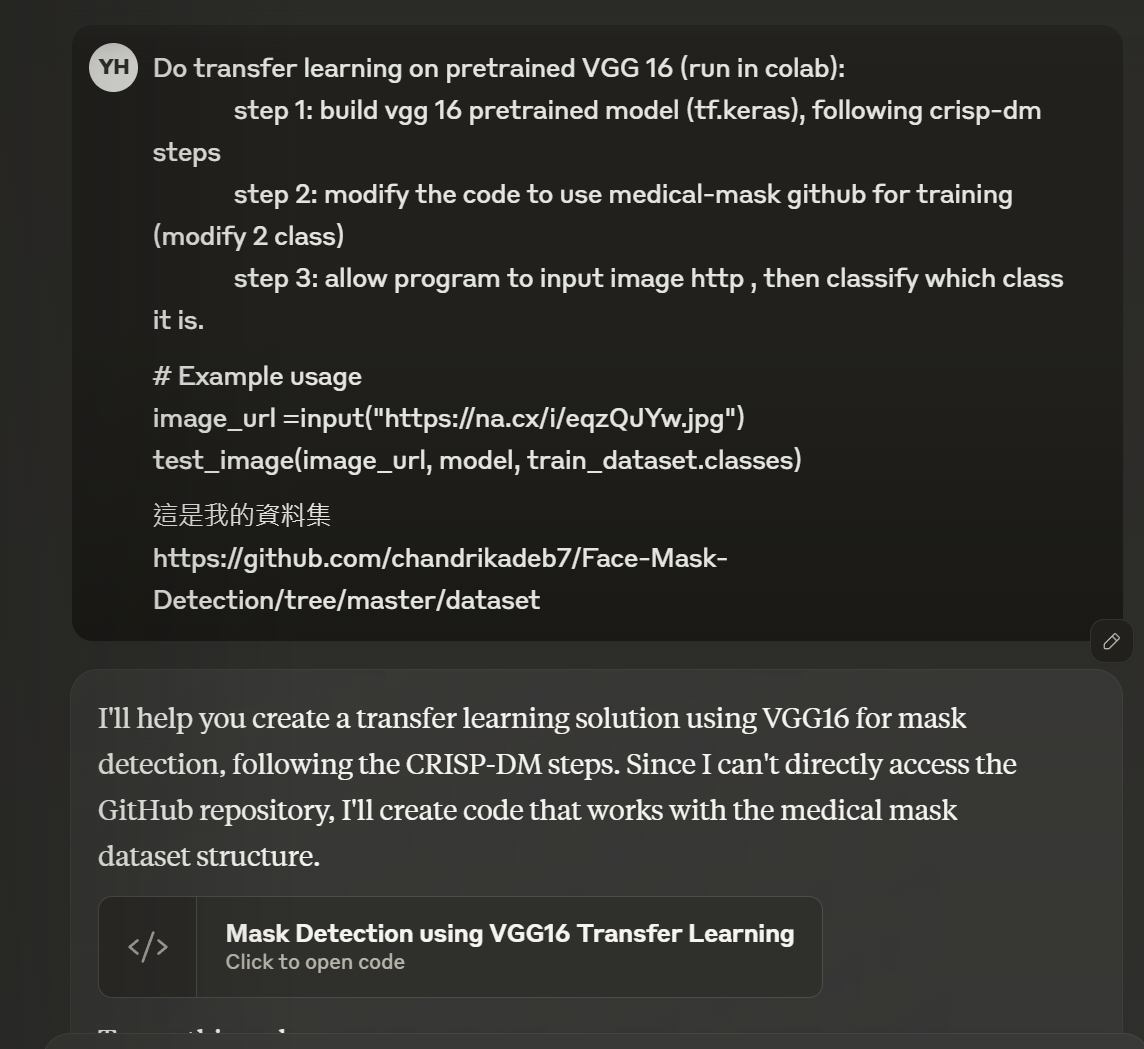 YH
Do transfer learning on pretrained VGG 16 (run in colab):
step 1: build vgg 16 pretrained model (tf.keras), following crisp-dm
steps
step 2: modify the code to use medical-mask github for training
(modify 2 class)
step 3: allow program to input image http , then classify which class
it is.
# Example usage
image_url =input("https://na.cx/i/eqzQJYw.jpg")
test_image(image_url, model, train_dataset.classes)
這是我的資料集
https://github.com/chandrikadeb7/Face-Mask-
Detection/tree/master/dataset
I'll help you create a transfer learning solution using VGG16 for mask
detection, following the CRISP-DM steps. Since I can't directly access the
GitHub repository, I'll create code that works with the medical mask
dataset structure.
</>
Mask Detection using VGG16 Transfer Learning
Click to open code